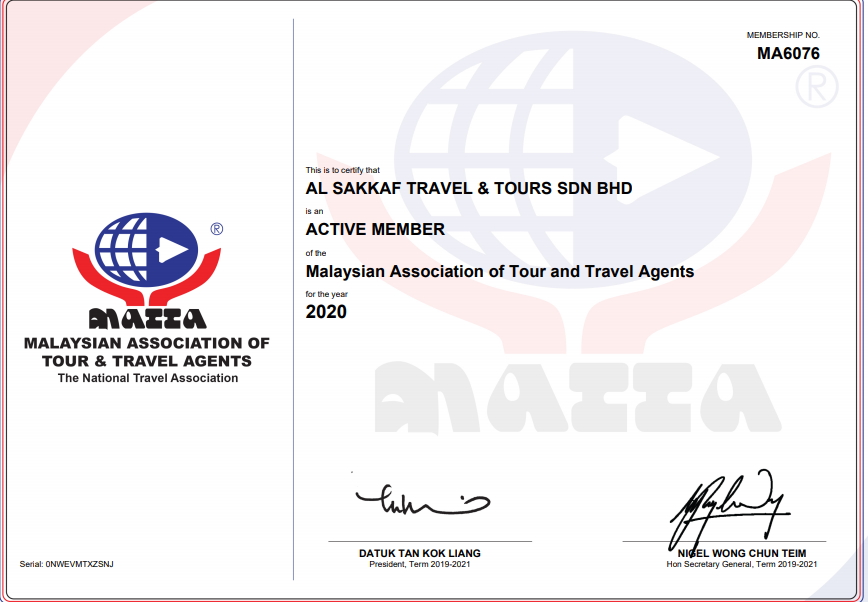 MEMBERSHIP NO.
MA6076
This is to certify that
AL SAKKAF TRAVEL & TOURS SDN BHD
is an
ACTIVE MEMBER
of the
Malaysian Association of Tour and Travel Agents
for the year
2020
®
MATTA
MALAYSIAN ASSOCIATION OF
TOUR & TRAVEL AGENTS
The National Travel Association
®
MATTA
DATUK TAN KOK LIANG
President, Term 2019-2021
NIGEL WONG CHUN TEIM
Hon Secretary General, Term 2019-2021
Serial: 0NWEVMTXZSNJ